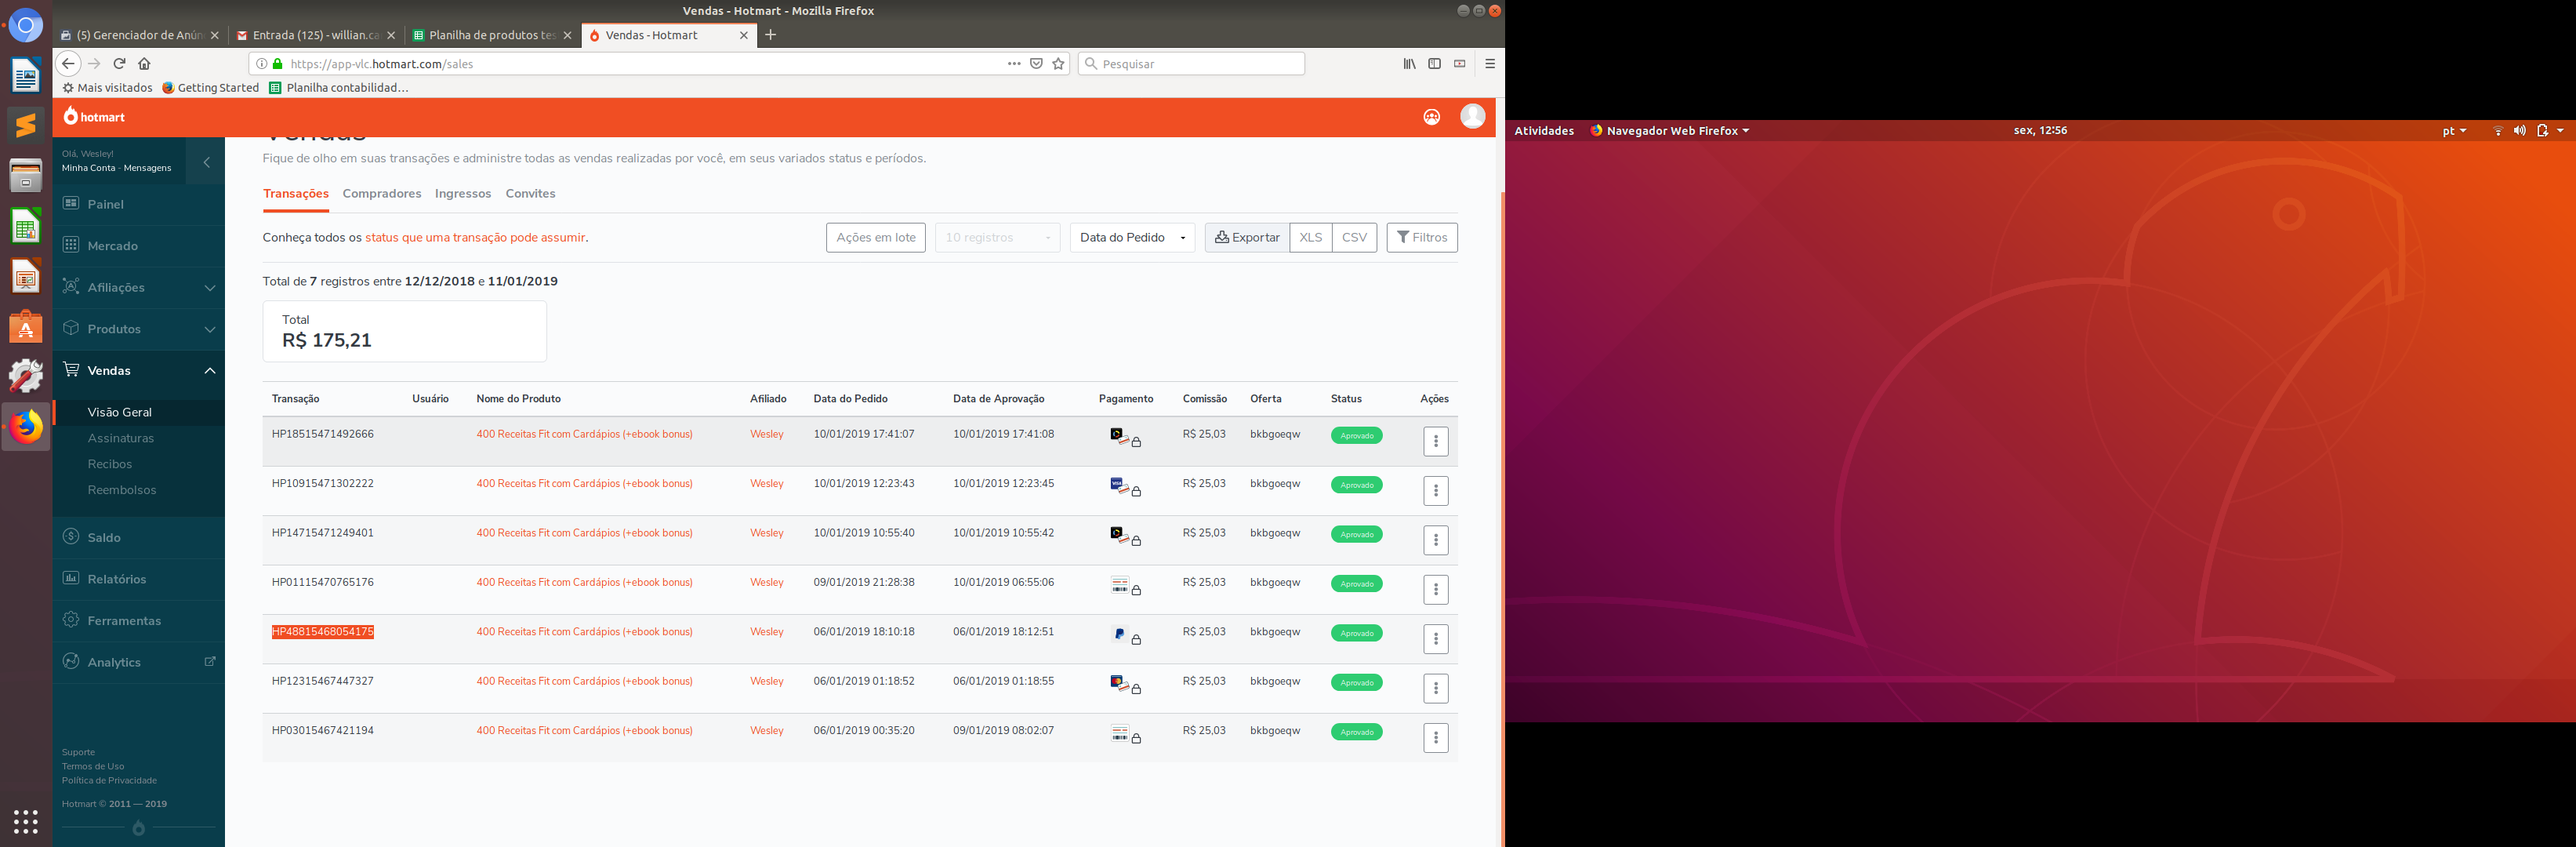 Vendas - Hotmart - Mozilla Firefox
(5) Gerenciador de Anún
Entrada (125) - willian.ca
Planilha de produtos tes
Vendas - Hotmart
https://app-vlc.hotmart.com/sales
Pesquisar
Mais visitados
Getting Started
Planilha contabilidad…
hotmart
Olá, Wesley!
Minha Conta - Mensagens
Painel
Mercado
Afiliações
Produtos
Vendas
Visão Geral
Assinaturas
Recibos
Reembolsos
Saldo
Relatórios
Ferramentas
Analytics
Suporte
Termos de Uso
Política de Privacidade
Hotmart © 2011 — 2019
Vendas
Fique de olho em suas transações e administre todas as vendas realizadas por você, em seus variados status e períodos.
Transações Compradores Ingressos Convites
Conheça todos os status que uma transação pode assumir.
Ações em lote 10 registros Data do Pedido Exportar XLS CSV Filtros
Total de 7 registros entre 12/12/2018 e 11/01/2019
Total
R$ 175,21
Transação Usuário Nome do Produto Afiliado Data do Pedido Data de Aprovação Pagamento Comissão Oferta Status Ações
HP18515471492666 400 Receitas Fit com Cardápios (+ebook bonus) Wesley 10/01/2019 17:41:07 10/01/2019 17:41:08 R$ 25,03 bkbgoeqw Aprovado
HP10915471302222 400 Receitas Fit com Cardápios (+ebook bonus) Wesley 10/01/2019 12:23:43 10/01/2019 12:23:45 VISA R$ 25,03 bkbgoeqw Aprovado
HP14715471249401 400 Receitas Fit com Cardápios (+ebook bonus) Wesley 10/01/2019 10:55:40 10/01/2019 10:55:42 R$ 25,03 bkbgoeqw Aprovado
HP01115470765176 400 Receitas Fit com Cardápios (+ebook bonus) Wesley 09/01/2019 21:28:38 10/01/2019 06:55:06 R$ 25,03 bkbgoeqw Aprovado
HP48815468054175 400 Receitas Fit com Cardápios (+ebook bonus) Wesley 06/01/2019 18:10:18 06/01/2019 18:12:51 R$ 25,03 bkbgoeqw Aprovado
HP12315467447327 400 Receitas Fit com Cardápios (+ebook bonus) Wesley 06/01/2019 01:18:52 06/01/2019 01:18:55 R$ 25,03 bkbgoeqw Aprovado
HP03015467421194 400 Receitas Fit com Cardápios (+ebook bonus) Wesley 06/01/2019 00:35:20 09/01/2019 08:02:07 R$ 25,03 bkbgoeqw Aprovado
Atividades Navegador Web Firefox sex, 12:56 pt